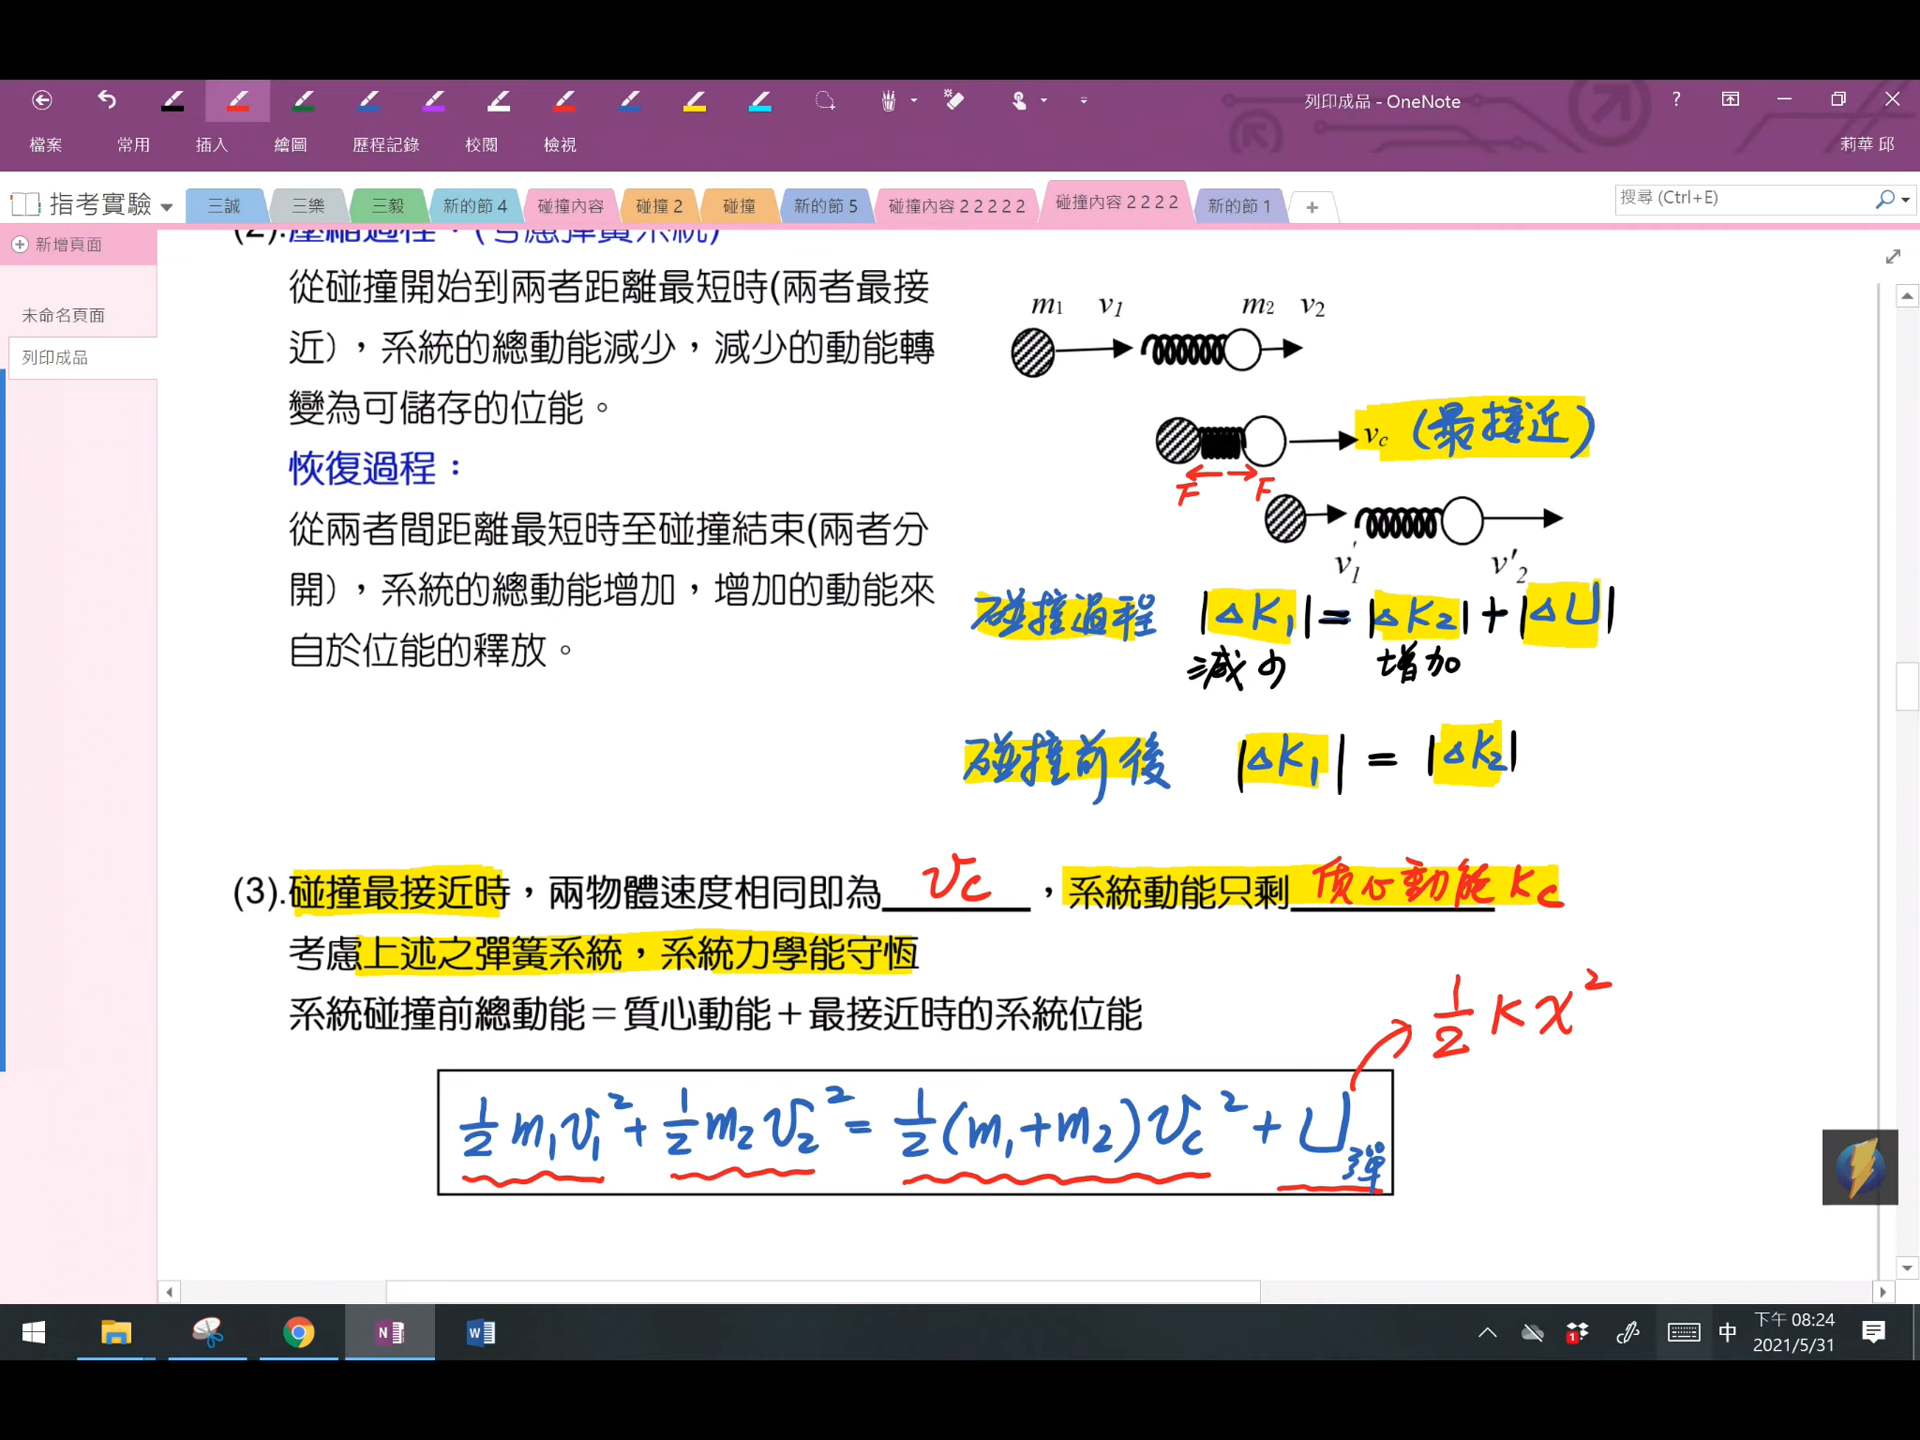 列印成品 - OneNote
?
檔案 常用 插入 繪圖 歷程記錄 校閱 檢視
莉華 邱
指考實驗
三誠 三樂 三毅 新的節 4 碰撞內容 碰撞 2 碰撞 新的節 5 碰撞內容 2 2 2 2 2 碰撞內容 2 2 2 2 新的節 1 +
搜尋 (Ctrl+E)
新增頁面
未命名頁面
列印成品
(2).壓縮過程：(考慮彈簧系統)
從碰撞開始到兩者距離最短時(兩者最接
近)，系統的總動能減少，減少的動能轉
變為可儲存的位能。
恢復過程：
從兩者間距離最短時至碰撞結束(兩者分
開)，系統的總動能增加，增加的動能來
自於位能的釋放。
m1 v1 m2 v2
vc (最接近)
F F
v'1 v'2
碰撞過程 |ΔK1| = |ΔK2| + |ΔU|
減少 增加
碰撞前後 |ΔK1| = |ΔK2|
(3).碰撞最接近時，兩物體速度相同即為 vc ，系統動能只剩 質心動能 Kc
考慮上述之彈簧系統，系統力學能守恆
系統碰撞前總動能＝質心動能＋最接近時的系統位能
½ K x²
½ m1v1² + ½ m2v2² = ½ (m1+m2) vc² + U彈
中
下午 08:24
2021/5/31